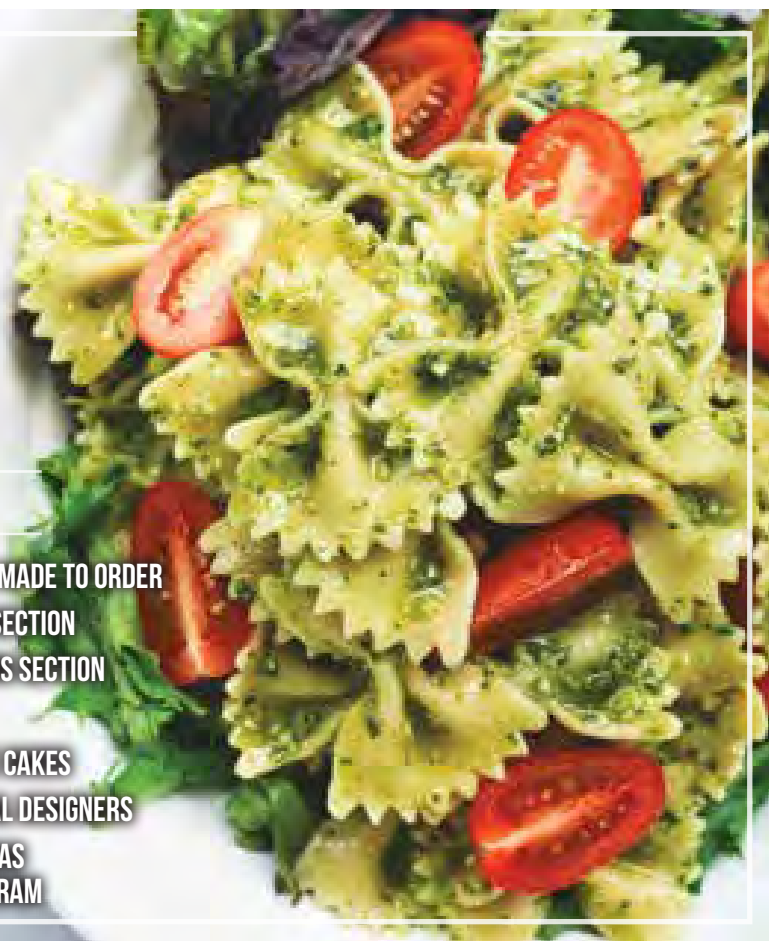 MADE TO ORDER
SECTION
S SECTION
CAKES
L DESIGNERS
AS
RAM